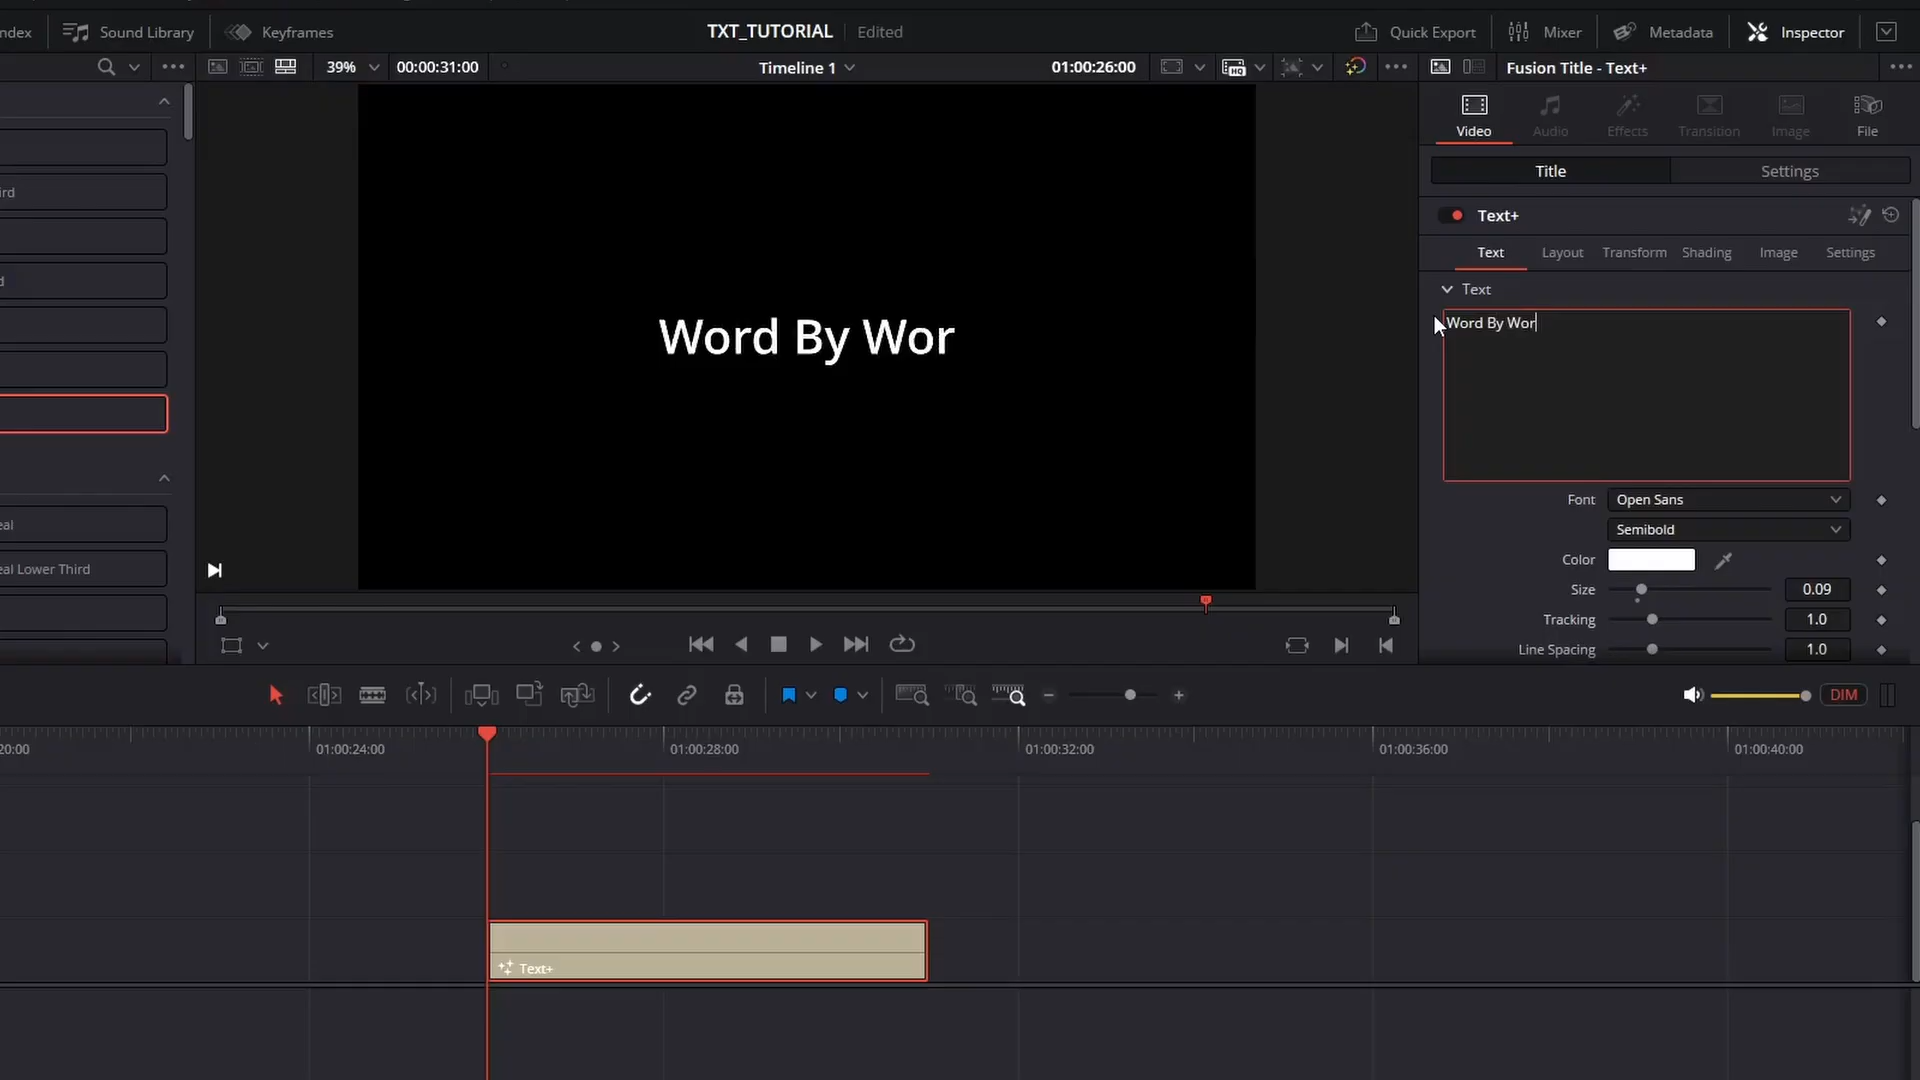 ndex
Sound Library
Keyframes
TXT_TUTORIAL
Edited
Quick Export
Mixer
Metadata
Inspector
39%
00:00:31:00
Timeline 1
01:00:26:00
HQ
Fusion Title - Text+
Video
Audio
Effects
Transition
Image
File
Title
Settings
Text+
Text
Layout
Transform
Shading
Image
Settings
Text
Word By Wor
Font
Open Sans
Semibold
Color
Size
0.09
Tracking
1.0
Line Spacing
1.0
Word By Wor
ird
d
eal
eal Lower Third
DIM
20:00
01:00:24:00
01:00:28:00
01:00:32:00
01:00:36:00
01:00:40:00
Text+